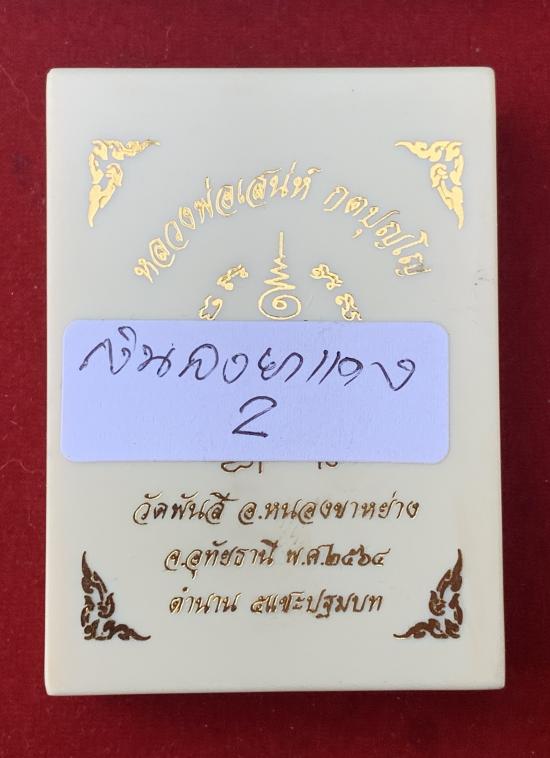 หลวงพ่อเสน่ห์ กตปุญโญ
เงินลงยาแดง
2
วัดพันสี อ.หนองขาหย่าง
จ.อุทัยธานี พ.ศ.๒๕๖๔
ตำนาน ๕แชะปฐมบท